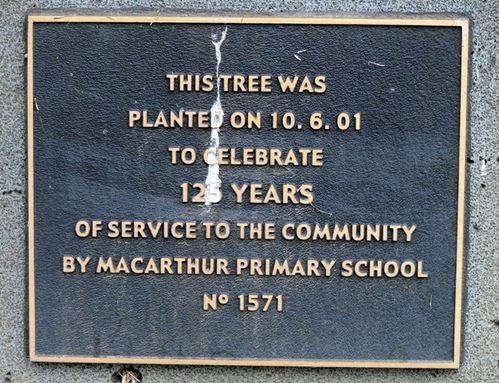 THIS TREE WAS
PLANTED ON 10. 6. 01
TO CELEBRATE
125 YEARS
OF SERVICE TO THE COMMUNITY
BY MACARTHUR PRIMARY SCHOOL
Nº 1571